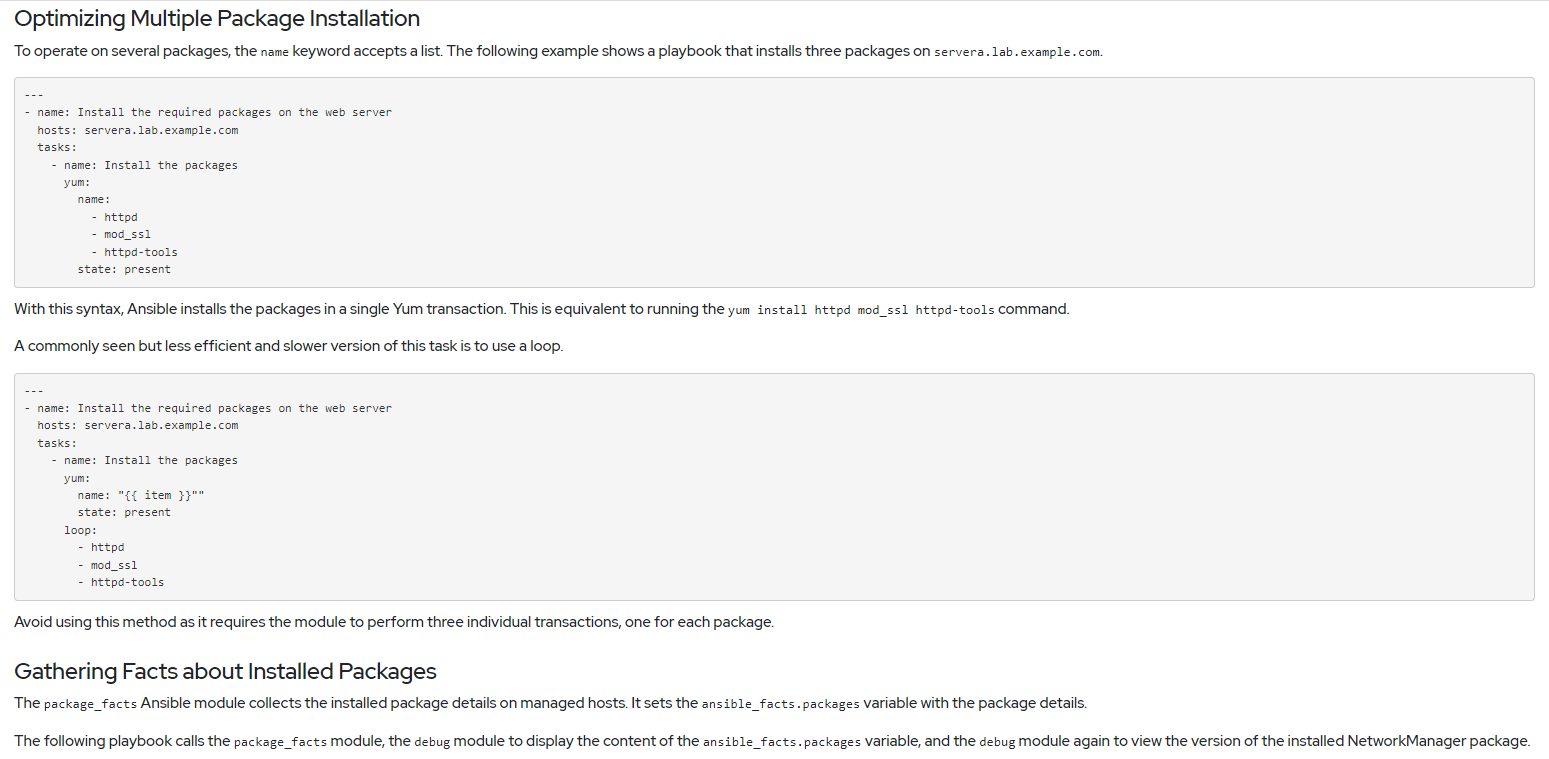 Optimizing Multiple Package Installation
To operate on several packages, the name keyword accepts a list. The following example shows a playbook that installs three packages on servera.lab.example.com.
---
- name: Install the required packages on the web server
  hosts: servera.lab.example.com
  tasks:
    - name: Install the packages
      yum:
        name:
          - httpd
          - mod_ssl
          - httpd-tools
        state: present
With this syntax, Ansible installs the packages in a single Yum transaction. This is equivalent to running the yum install httpd mod_ssl httpd-tools command.
A commonly seen but less efficient and slower version of this task is to use a loop.
---
- name: Install the required packages on the web server
  hosts: servera.lab.example.com
  tasks:
    - name: Install the packages
      yum:
        name: "{{ item }}""
        state: present
      loop:
        - httpd
        - mod_ssl
        - httpd-tools
Avoid using this method as it requires the module to perform three individual transactions, one for each package.
Gathering Facts about Installed Packages
The package_facts Ansible module collects the installed package details on managed hosts. It sets the ansible_facts.packages variable with the package details.
The following playbook calls the package_facts module, the debug module to display the content of the ansible_facts.packages variable, and the debug module again to view the version of the installed NetworkManager package.